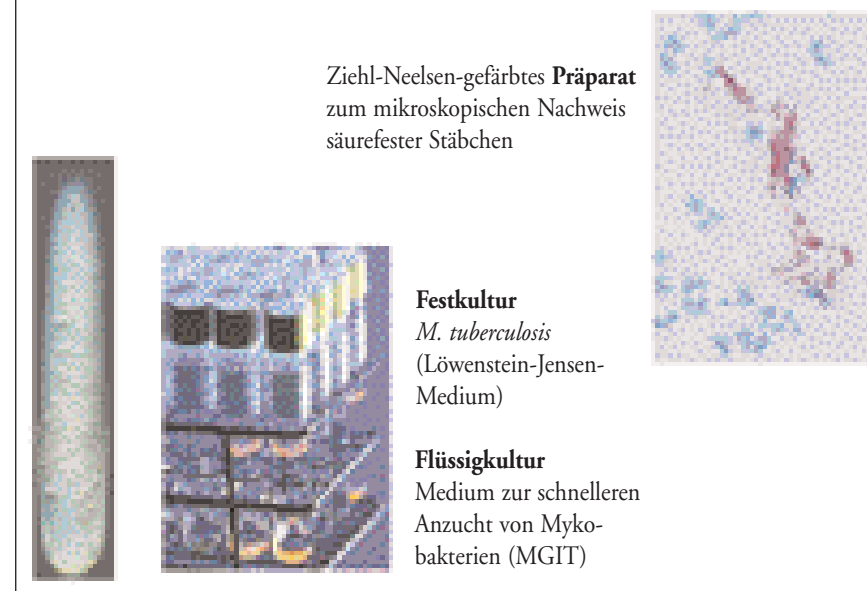 Ziehl-Neelsen-gefärbtes Präparat
zum mikroskopischen Nachweis
säurefester Stäbchen
Festkultur
M. tuberculosis
(Löwenstein-Jensen-
Medium)
Flüssigkultur
Medium zur schnelleren
Anzucht von Myko-
bakterien (MGIT)